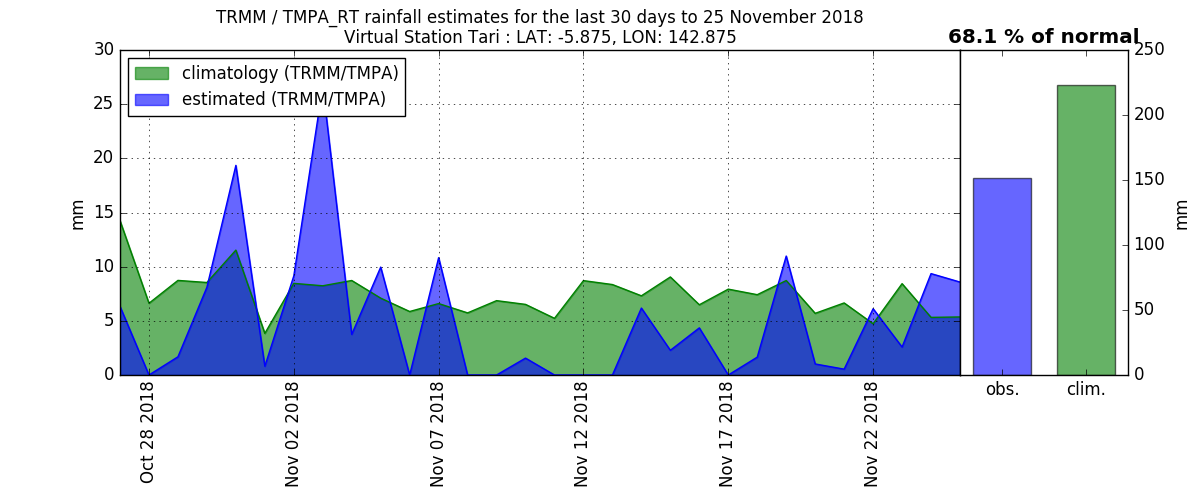 TRMM / TMPA_RT rainfall estimates for the last 30 days to 25 November 2018
Virtual Station Tari : LAT: -5.875, LON: 142.875
68.1 % of normal
climatology (TRMM/TMPA)
estimated (TRMM/TMPA)
30
25
20
15
10
5
0
mm
Oct 28 2018
Nov 02 2018
Nov 07 2018
Nov 12 2018
Nov 17 2018
Nov 22 2018
250
200
150
100
50
0
mm
obs.
clim.